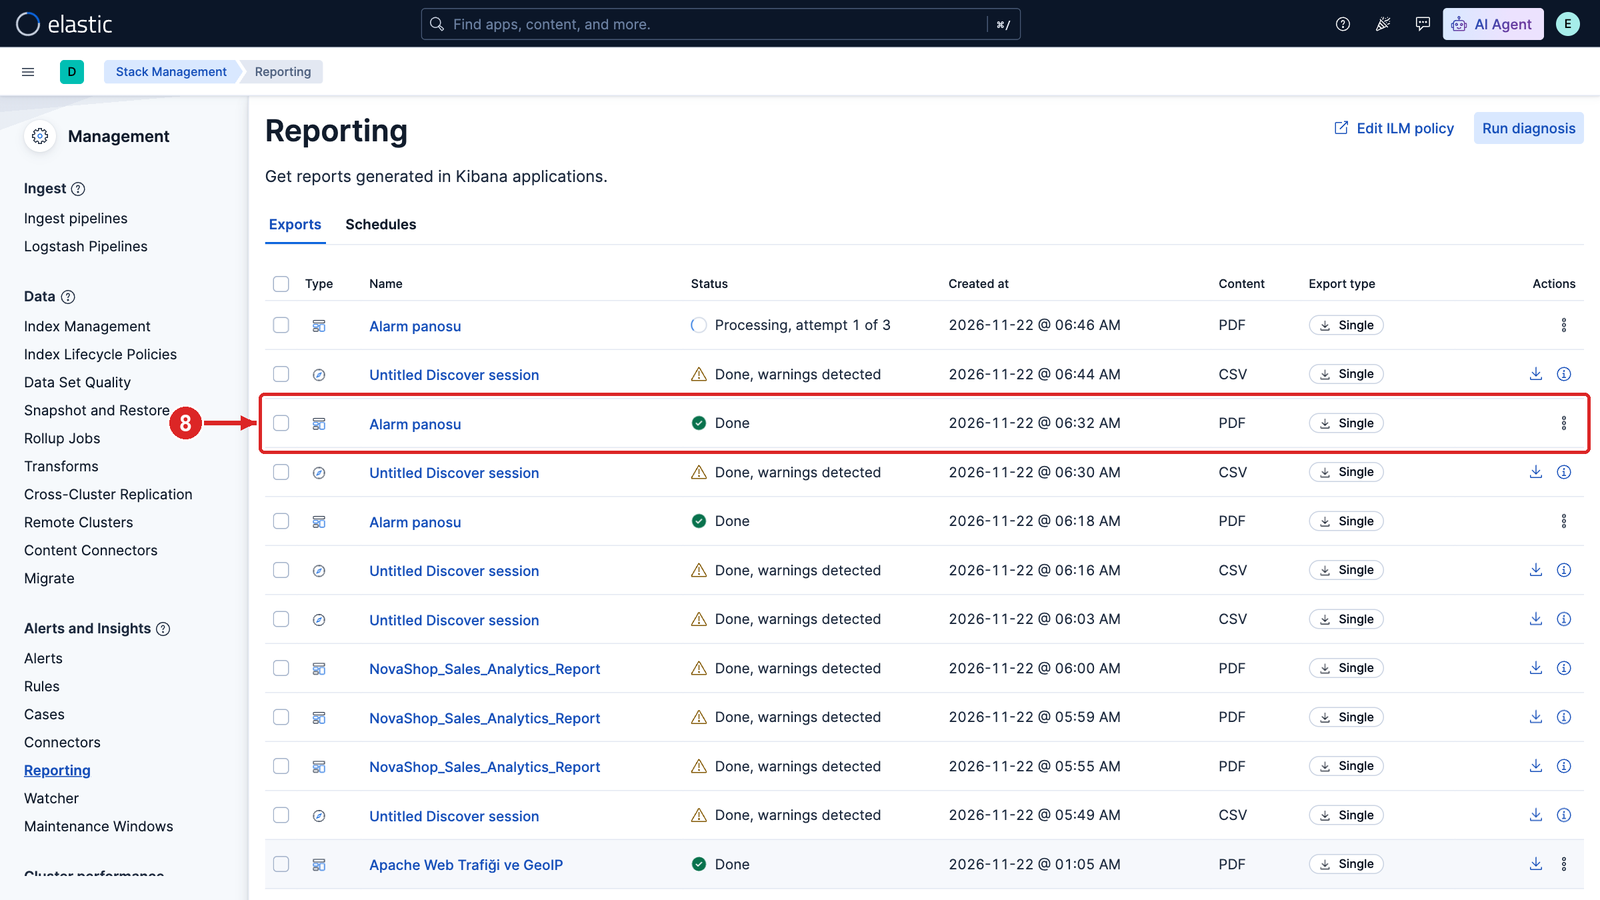 elastic
Find apps, content, and more.
⌘/
AI Agent
E
D
Stack Management
Reporting
Management
Ingest
Ingest pipelines
Logstash Pipelines
Data
Index Management
Index Lifecycle Policies
Data Set Quality
Snapshot and Restore
Rollup Jobs
Transforms
Cross-Cluster Replication
Remote Clusters
Content Connectors
Migrate
Alerts and Insights
Alerts
Rules
Cases
Connectors
Reporting
Watcher
Maintenance Windows
Cluster performance
8
Reporting
Edit ILM policy
Run diagnosis
Get reports generated in Kibana applications.
Exports Schedules
Type Name Status Created at Content Export type Actions
Alarm panosu Processing, attempt 1 of 3 2026-11-22 @ 06:46 AM PDF Single
Untitled Discover session Done, warnings detected 2026-11-22 @ 06:44 AM CSV Single
Alarm panosu Done 2026-11-22 @ 06:32 AM PDF Single
Untitled Discover session Done, warnings detected 2026-11-22 @ 06:30 AM CSV Single
Alarm panosu Done 2026-11-22 @ 06:18 AM PDF Single
Untitled Discover session Done, warnings detected 2026-11-22 @ 06:16 AM CSV Single
Untitled Discover session Done, warnings detected 2026-11-22 @ 06:03 AM CSV Single
NovaShop_Sales_Analytics_Report Done, warnings detected 2026-11-22 @ 06:00 AM PDF Single
NovaShop_Sales_Analytics_Report Done, warnings detected 2026-11-22 @ 05:59 AM PDF Single
NovaShop_Sales_Analytics_Report Done, warnings detected 2026-11-22 @ 05:55 AM PDF Single
Untitled Discover session Done, warnings detected 2026-11-22 @ 05:49 AM CSV Single
Apache Web Trafiği ve GeoIP Done 2026-11-22 @ 01:05 AM PDF Single